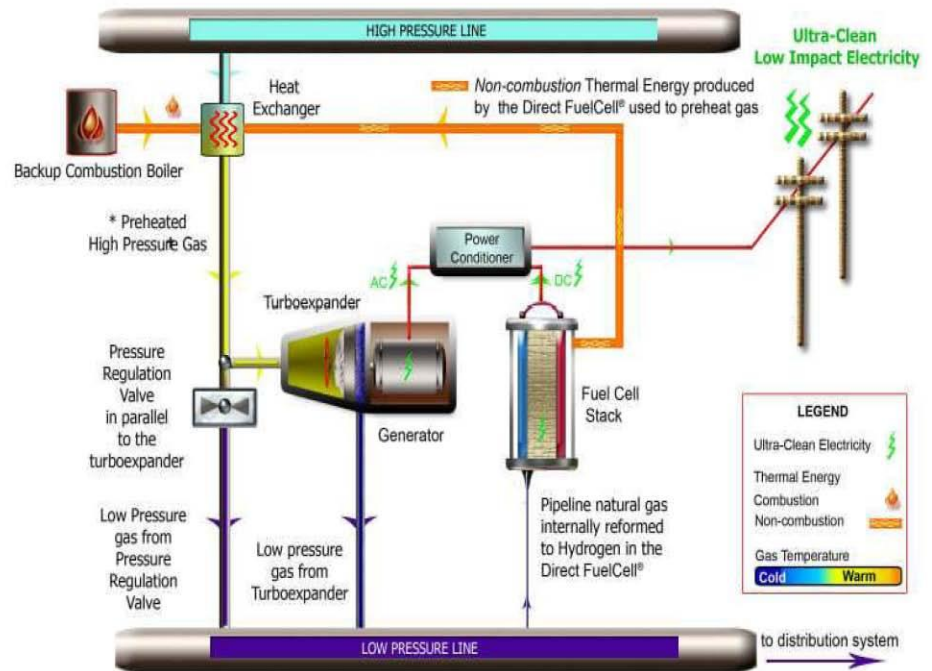 HIGH PRESSURE LINE
Ultra-Clean
Low Impact Electricity
Heat
Exchanger
Non-combustion Thermal Energy produced
by the Direct FuelCell® used to preheat gas
Backup Combustion Boiler
* Preheated
High Pressure Gas
Power
Conditioner
AC
DC
Turboexpander
Pressure
Regulation
Valve
in parallel
to the
turboexpander
Generator
Fuel Cell
Stack
LEGEND
Ultra-Clean Electricity
Thermal Energy
Combustion
Non-combustion
Gas Temperature
Cold
Warm
Low Pressure
gas from
Pressure
Regulation
Valve
Low pressure
gas from
Turboexpander
Pipeline natural gas
internally reformed
to Hydrogen in the
Direct FuelCell®
LOW PRESSURE LINE
to distribution system